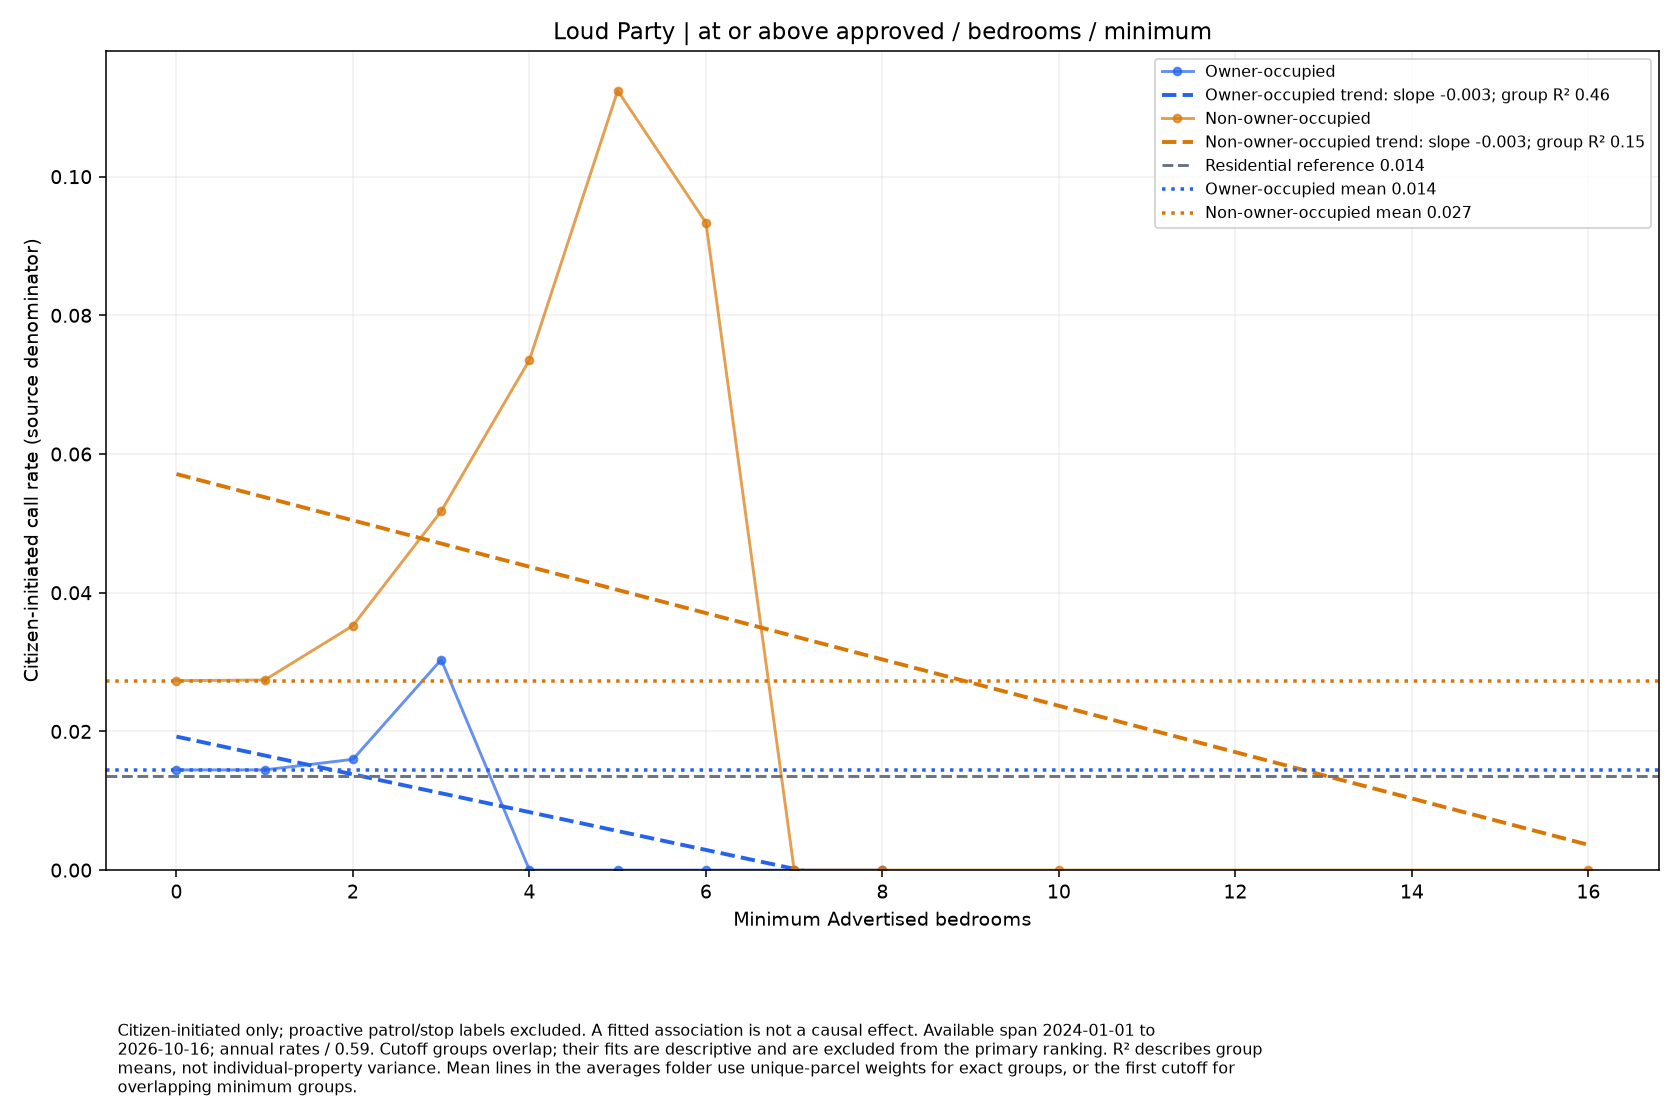 Loud Party | at or above approved / bedrooms / minimum
Owner-occupied
Owner-occupied trend: slope -0.003; group R² 0.46
Non-owner-occupied
Non-owner-occupied trend: slope -0.003; group R² 0.15
Residential reference 0.014
Owner-occupied mean 0.014
Non-owner-occupied mean 0.027
Citizen-initiated call rate (source denominator)
0.10
0.08
0.06
0.04
0.02
0.00
0 2 4 6 8 10 12 14 16
Minimum Advertised bedrooms
Citizen-initiated only; proactive patrol/stop labels excluded. A fitted association is not a causal effect. Available span 2024-01-01 to
2026-10-16; annual rates / 0.59. Cutoff groups overlap; their fits are descriptive and are excluded from the primary ranking. R² describes group
means, not individual-property variance. Mean lines in the averages folder use unique-parcel weights for exact groups, or the first cutoff for
overlapping minimum groups.